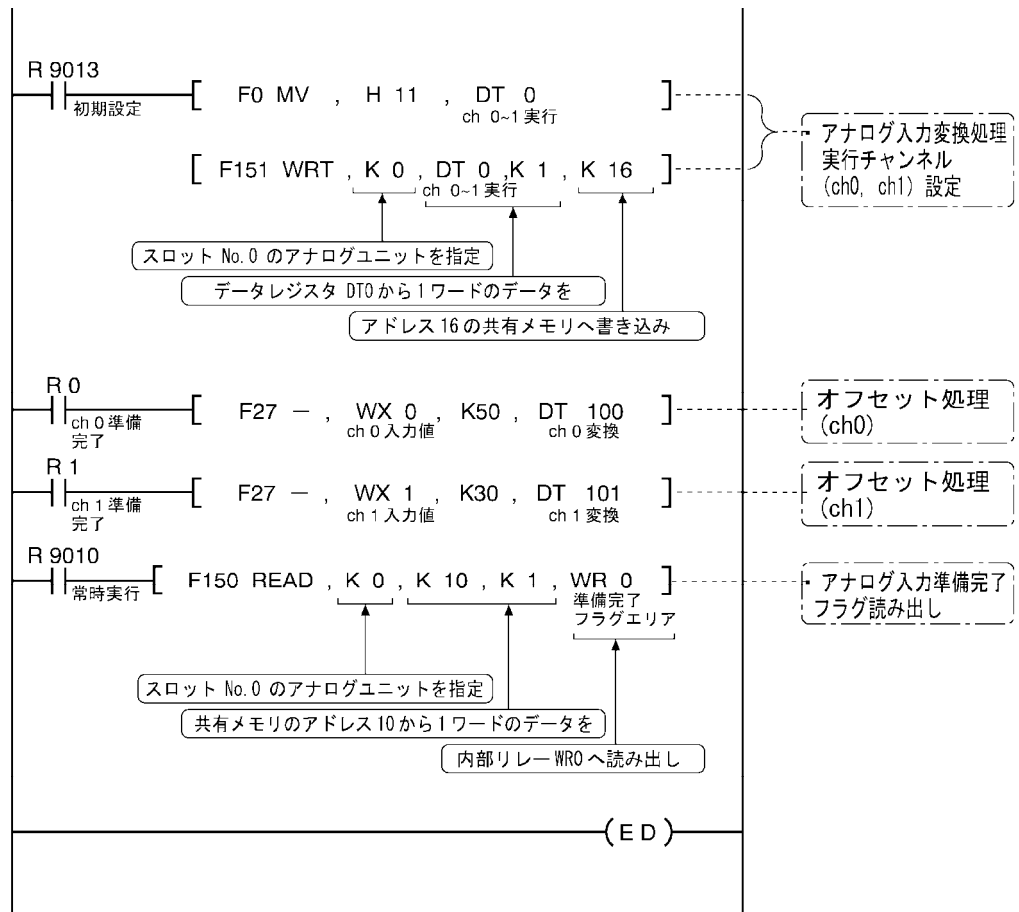 R 9013
初期設定
F0 MV , H 11 , DT 0
ch 0~1 実行
アナログ入力変換処理
実行チャンネル
(ch0, ch1) 設定
F151 WRT , K 0 , DT 0 ,K 1 , K 16
ch 0~1 実行
スロット No.0 のアナログユニットを指定
データレジスタ DT0から1ワードのデータを
アドレス16の共有メモリへ書き込み
R 0
ch 0 準備
完了
F27 − , WX 0 , K50 , DT 100
ch 0 入力値
ch 0 変換
オフセット処理
(ch0)
R 1
ch 1 準備
完了
F27 − , WX 1 , K30 , DT 101
ch 1 入力値
ch 1 変換
オフセット処理
(ch1)
R 9010
常時実行
F150 READ , K 0 , K 10 , K 1 , WR 0
準備完了
フラグエリア
アナログ入力準備完了
フラグ読み出し
スロット No.0 のアナログユニットを指定
共有メモリのアドレス10から1ワードのデータを
内部リレーWR0へ読み出し
(ED)